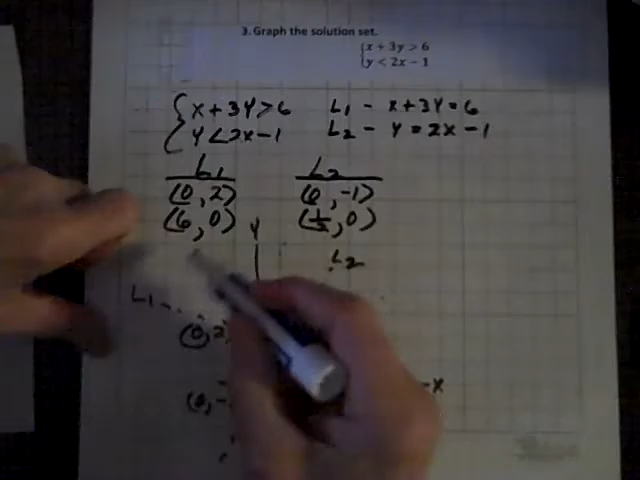 3. Graph the solution set.
{x + 3y > 6
{y < 2x − 1
{x + 3y > 6 L1 - x + 3y = 6
{y < 2x - 1 L2 - y = 2x - 1
L1 L2
(0, 2) (0, -1)
(6, 0) (1/2, 0)
y
L2
L1
(0, 2
(0, -
-x